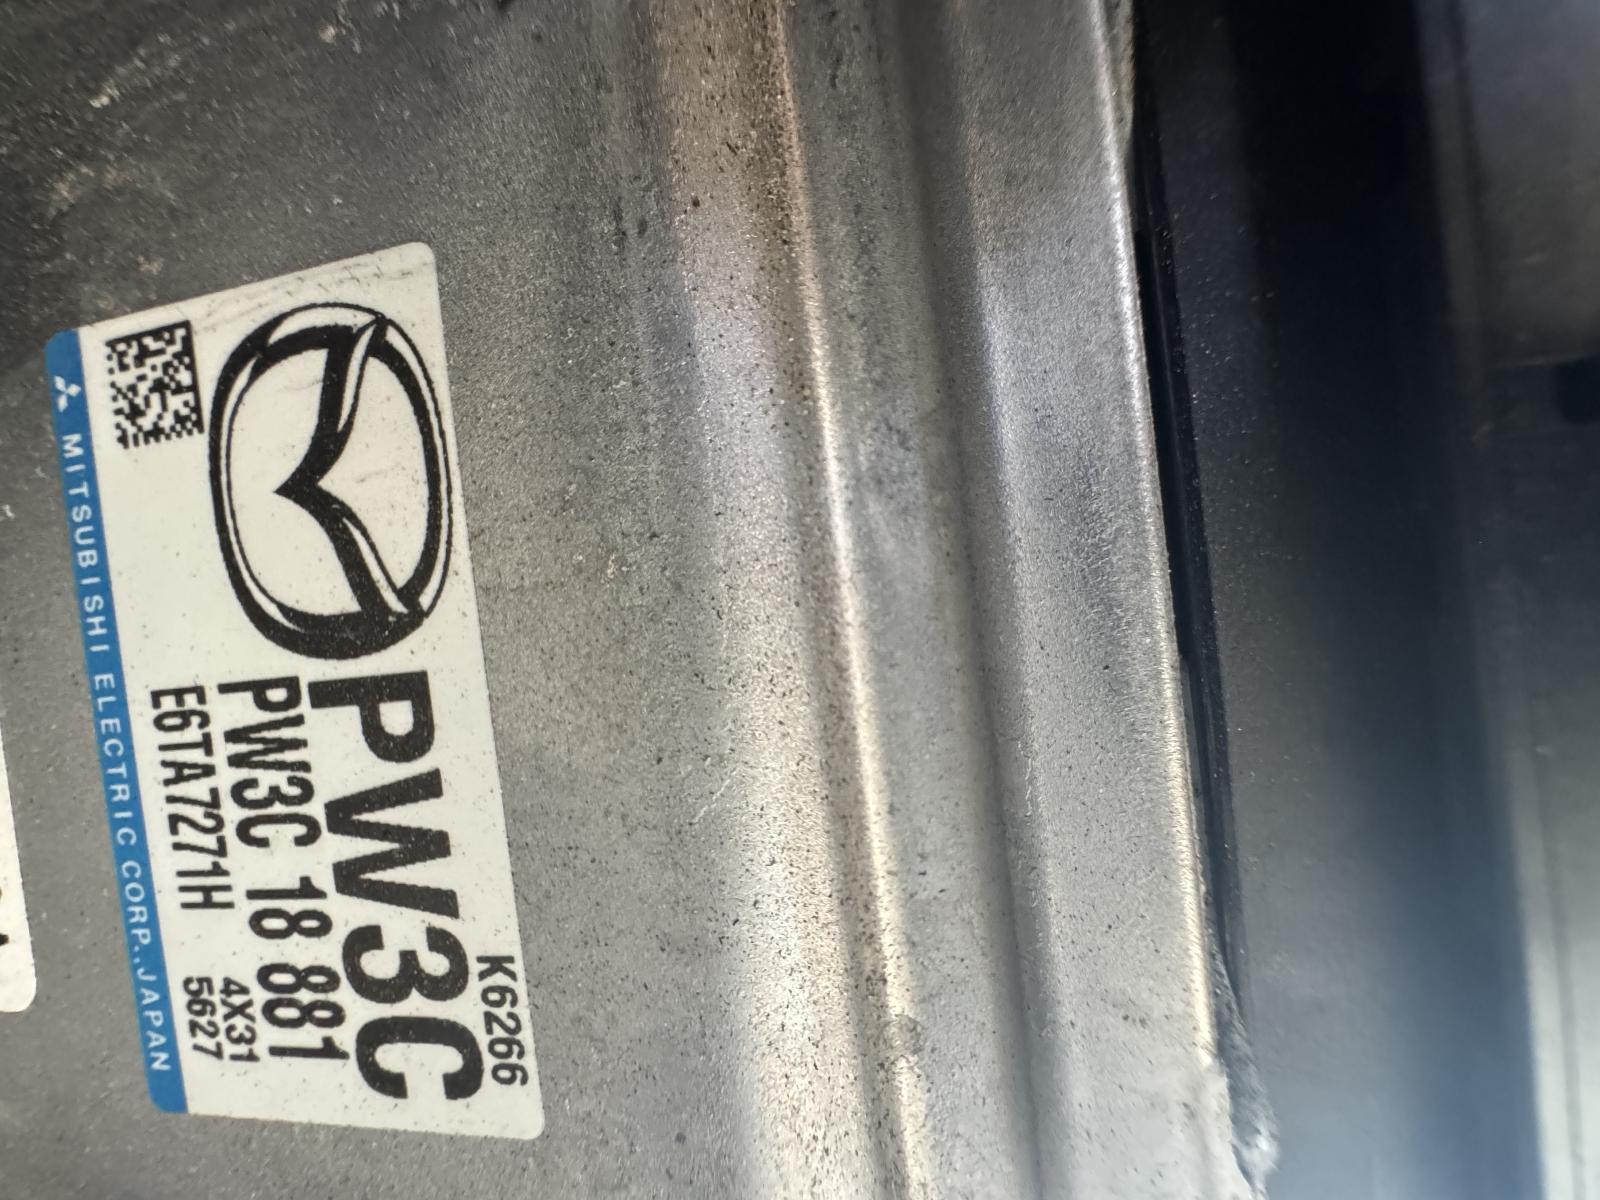 K6266
PW3C
PW3C 18 881
4X31
E6TA7271H
5627
MITSUBISHI ELECTRIC CORP.,JAPAN